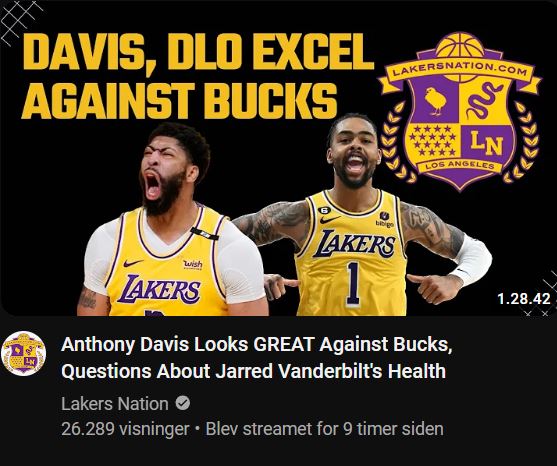 DAVIS, DLO EXCEL
AGAINST BUCKS
LAKERSNATION.COM
LN
LOS ANGELES
wish
LAKERS
6
bibigo
LAKERS
1
1.28.42
Anthony Davis Looks GREAT Against Bucks,
Questions About Jarred Vanderbilt's Health
Lakers Nation
26.289 visninger • Blev streamet for 9 timer siden